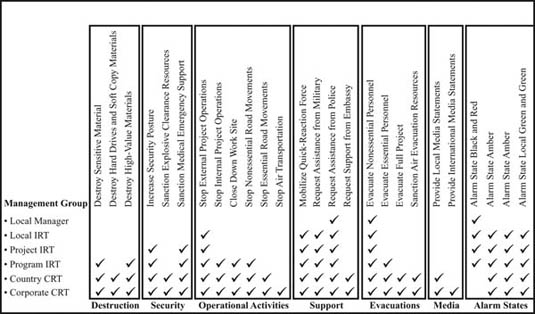 Destroy Sensitive Material
Destroy Hard Drives and Soft Copy Materials
Destroy High-Value Materials
Increase Security Posture
Sanction Explosive Clearance Resources
Sanction Medical Emergency Support
Stop External Project Operations
Stop Internal Project Operations
Close Down Work Site
Stop Nonessential Road Movements
Stop Essential Road Movements
Stop Air Transportation
Mobilize Quick-Reaction Force
Request Assistance from Military
Request Assistance from Police
Request Support from Embassy
Evacuate Nonessential Personnel
Evacuate Essential Personnel
Evacuate Full Project
Sanction Air Evacuation Resources
Provide Local Media Statements
Provide International Media Statements
Alarm State Black and Red
Alarm State Amber
Alarm State Amber
Alarm State Local Green and Green
Management Group
• Local Manager ✓ ✓ ✓
• Local IRT ✓ ✓ ✓ ✓ ✓ ✓ ✓ ✓ ✓
• Project IRT ✓ ✓ ✓ ✓ ✓ ✓ ✓ ✓ ✓ ✓ ✓
• Program IRT ✓ ✓ ✓ ✓ ✓ ✓ ✓ ✓ ✓ ✓ ✓ ✓ ✓ ✓ ✓ ✓ ✓
• Country CRT ✓ ✓ ✓ ✓ ✓ ✓ ✓ ✓ ✓ ✓ ✓ ✓ ✓ ✓ ✓ ✓ ✓ ✓ ✓ ✓ ✓ ✓ ✓
• Corporate CRT ✓ ✓ ✓ ✓ ✓ ✓ ✓ ✓ ✓ ✓ ✓ ✓ ✓ ✓ ✓ ✓ ✓ ✓ ✓ ✓ ✓ ✓ ✓ ✓ ✓
Destruction Security Operational Activities Support Evacuations Media Alarm States